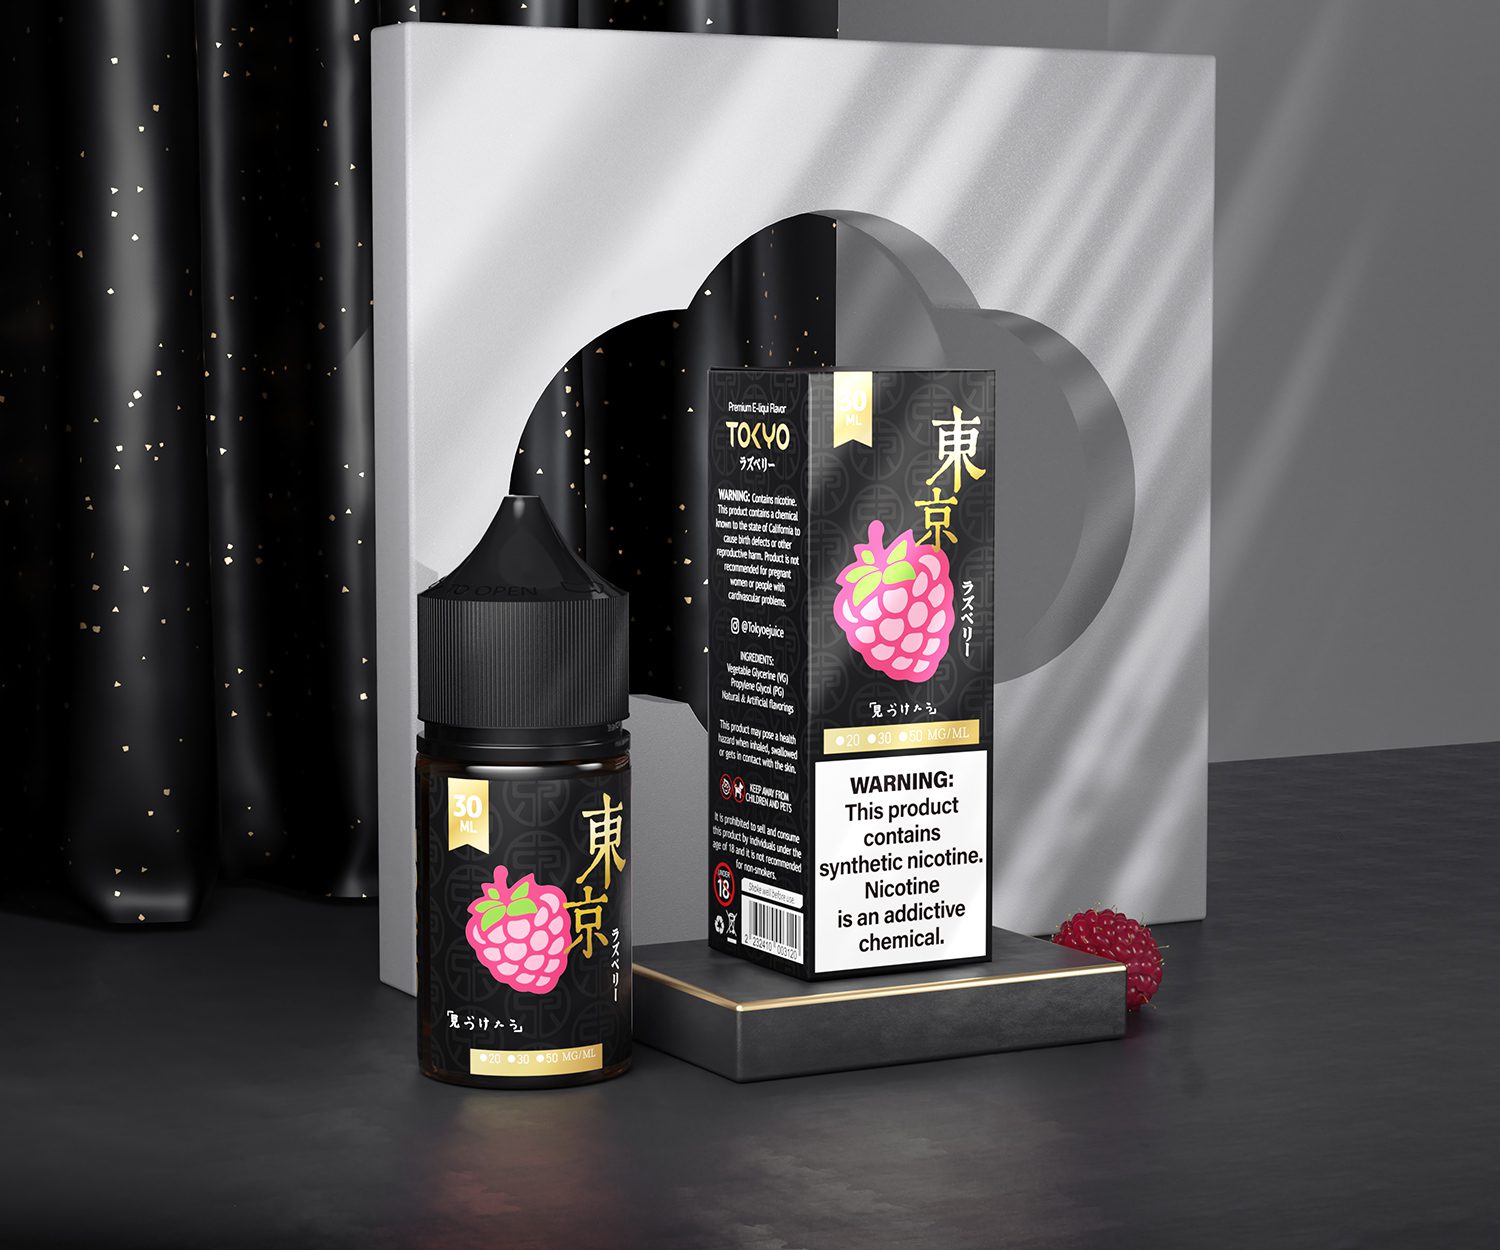 TO OPEN
30
ML
東京
ラズベリー
●20 ●30 ●50 MG/ML
Premium E-liqui Flavor
TOKYO
ラズベリー
WARNING: Contains nicotine.
This product contains a chemical
known to the state of California to
cause birth defects or other
reproductive harm. Product is not
recommended for pregnant
women or people with
cardivascular problems.
@Tokyoejuice
INGREDIENTS:
Vegetable Glycerine (VG)
Propylene Glycol (PG)
Natural & Artificial flavorings
This product may pose a health
hazard when inhaled, swallowed
or gets in contact with the skin.
KEEP AWAY FROM
CHILDREN AND PETS
It is prohibited to sell and consume
this product by individuals under the
age of 18 and it is not recommended
for non-smokers.
UNDER
18
Shake well before use
2 232410 003120
30
ML
東京
ラズベリー
●20 ●30 ●50 MG/ML
WARNING:
This product
contains
synthetic nicotine.
Nicotine
is an addictive
chemical.